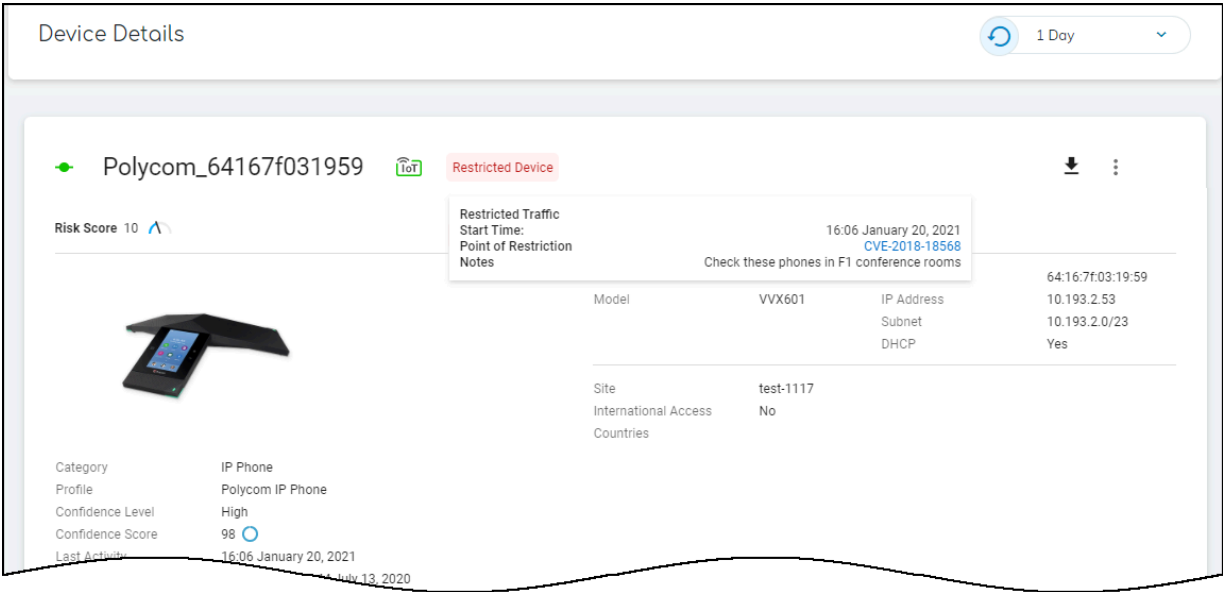 Device Details
1 Day
Polycom_64167f031959
IoT
Restricted Device
Risk Score 10
Restricted Traffic
Start Time: 16:06 January 20, 2021
Point of Restriction CVE-2018-18568
Notes Check these phones in F1 conference rooms
64:16:7f:03:19:59
Model VVX601 IP Address 10.193.2.53
Subnet 10.193.2.0/23
DHCP Yes
Site test-1117
International Access No
Countries
Category IP Phone
Profile Polycom IP Phone
Confidence Level High
Confidence Score 98
Last Activity 16:06 January 20, 2021
July 13, 2020